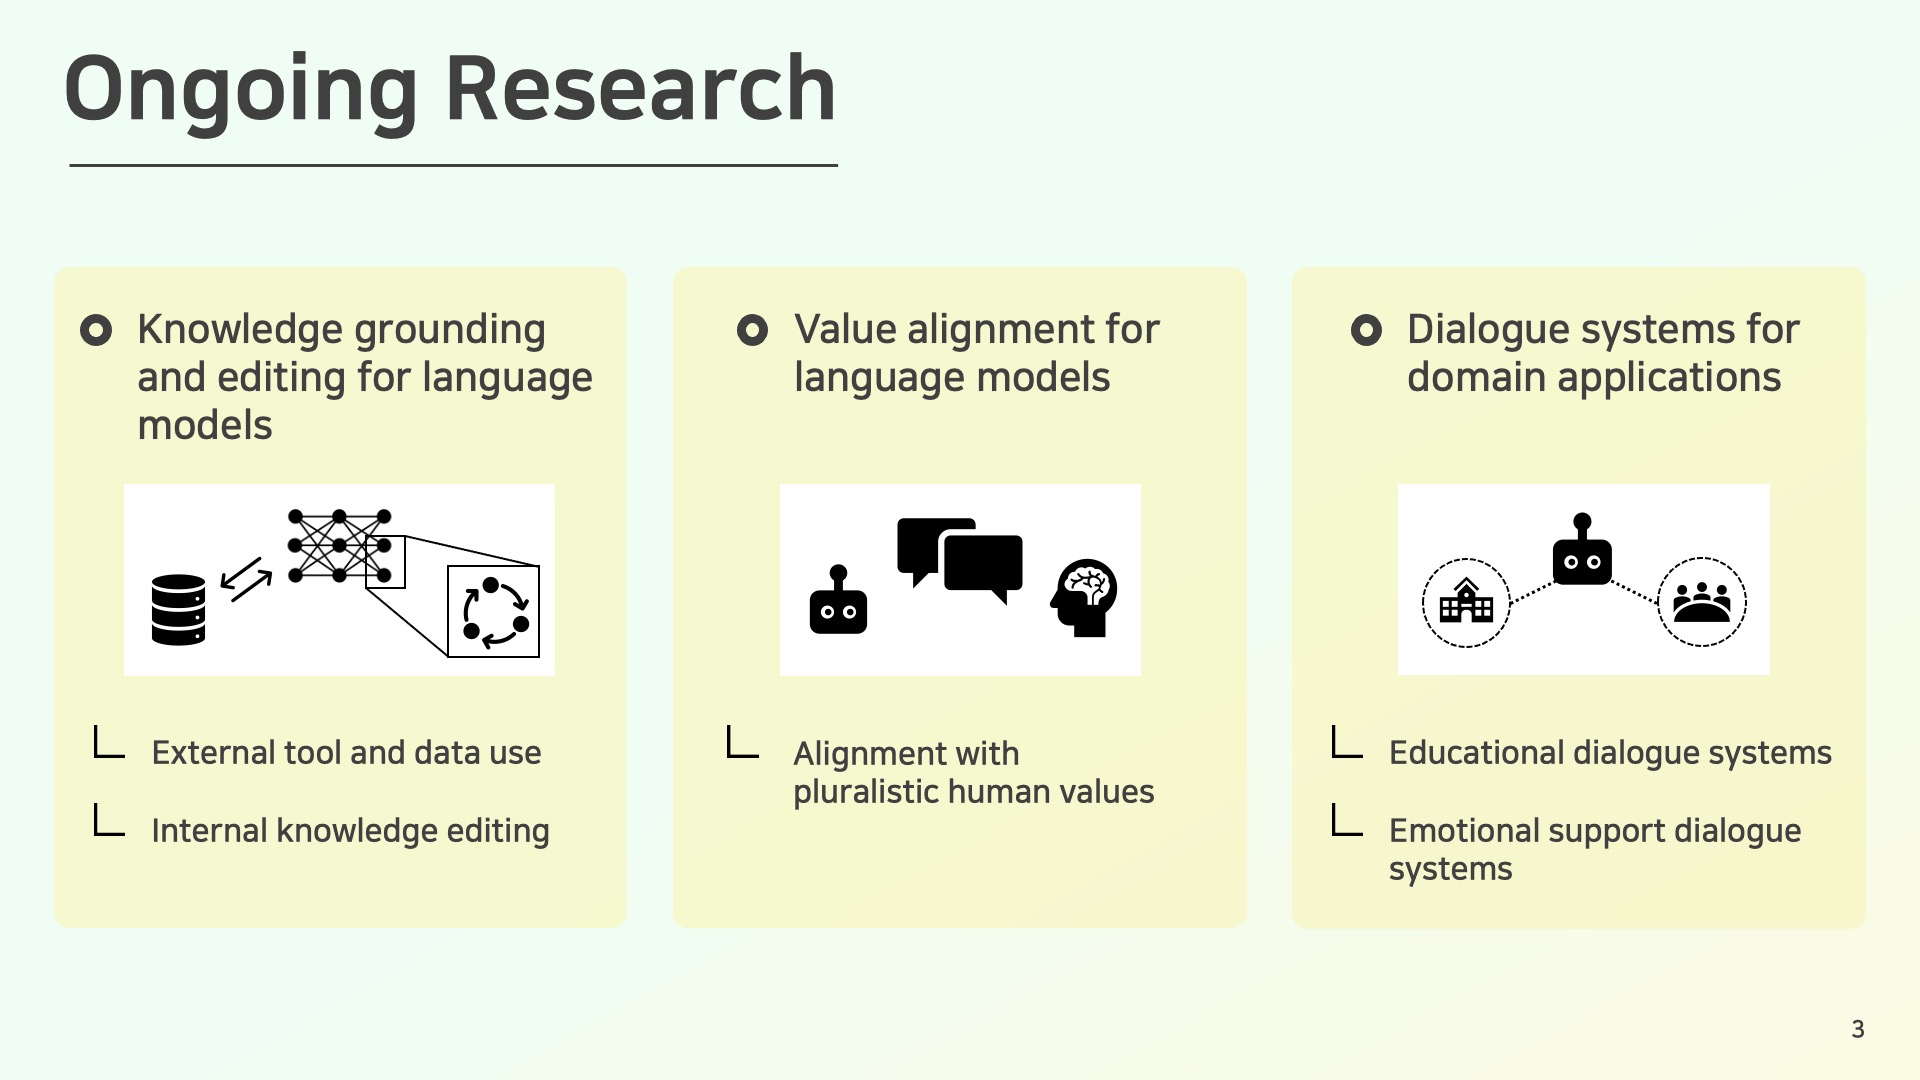 Ongoing Research
Knowledge grounding
and editing for language
models
External tool and data use
Internal knowledge editing
Value alignment for
language models
Alignment with
pluralistic human values
Dialogue systems for
domain applications
Educational dialogue systems
Emotional support dialogue
systems
3